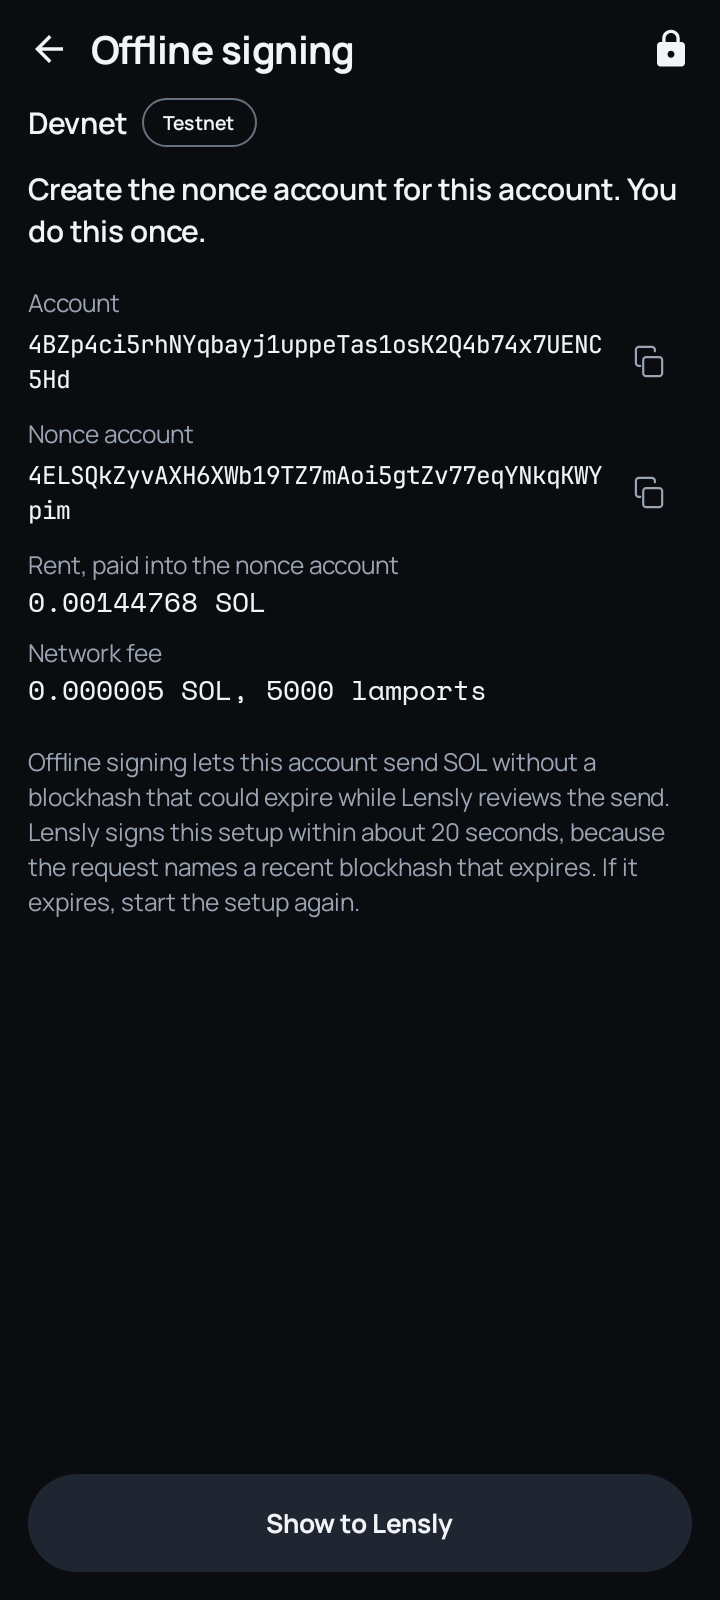 Offline signing
Devnet
Testnet
Create the nonce account for this account. You
do this once.
Account
4BZp4ci5rhNYqbayj1uppeTas1osK2Q4b74x7UENC
5Hd
Nonce account
4ELSQkZyvAXH6XWb19TZ7mAoi5gtZv77eqYNkqKWY
pim
Rent, paid into the nonce account
0.00144768 SOL
Network fee
0.000005 SOL, 5000 lamports
Offline signing lets this account send SOL without a
blockhash that could expire while Lensly reviews the send.
Lensly signs this setup within about 20 seconds, because
the request names a recent blockhash that expires. If it
expires, start the setup again.
Show to Lensly